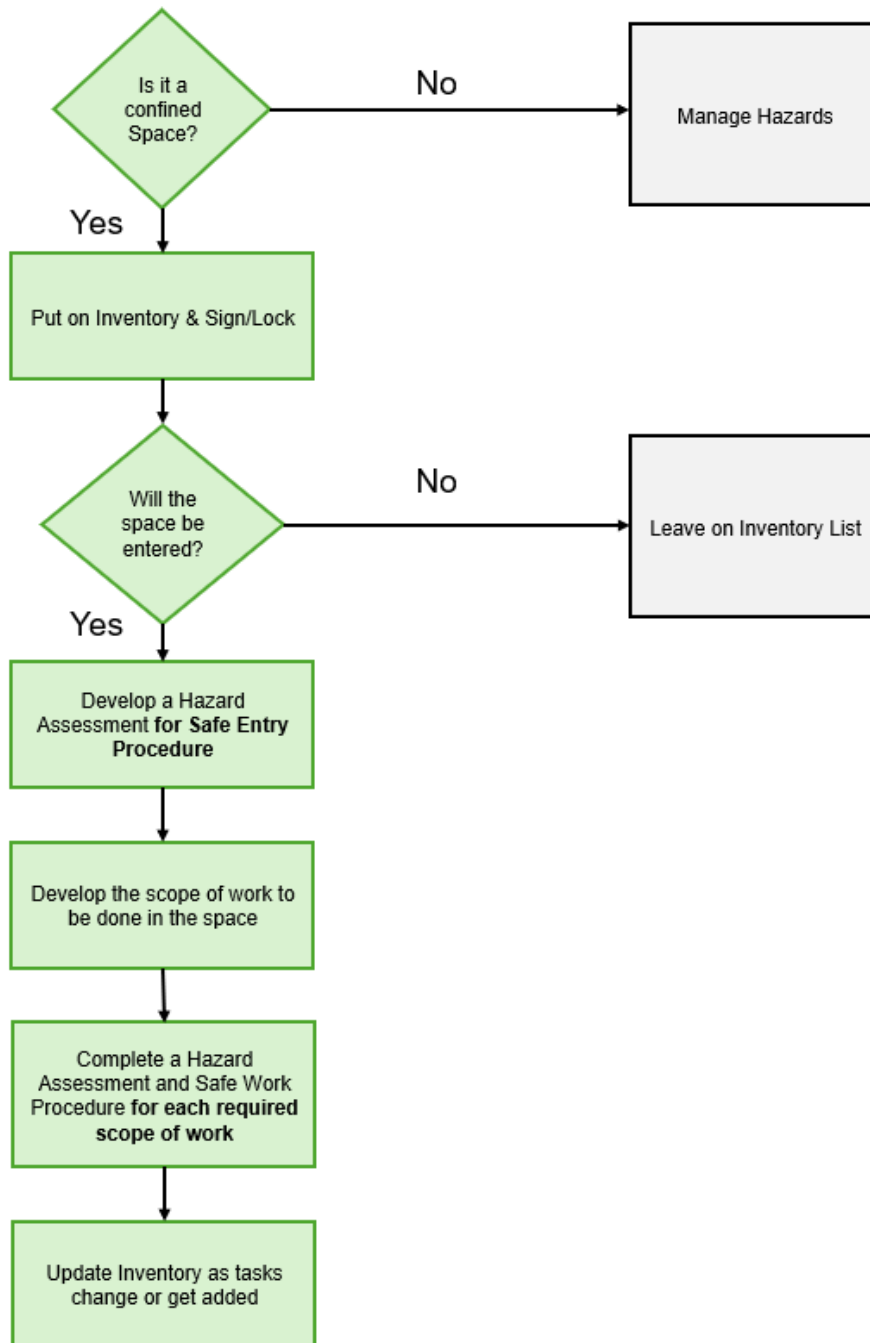 Is it a
confined
Space?
No
Manage Hazards
Yes
Put on Inventory & Sign/Lock
Will the
space be
entered?
No
Leave on Inventory List
Yes
Develop a Hazard
Assessment for Safe Entry
Procedure
Develop the scope of work to
be done in the space
Complete a Hazard
Assessment and Safe Work
Procedure for each required
scope of work
Update Inventory as tasks
change or get added